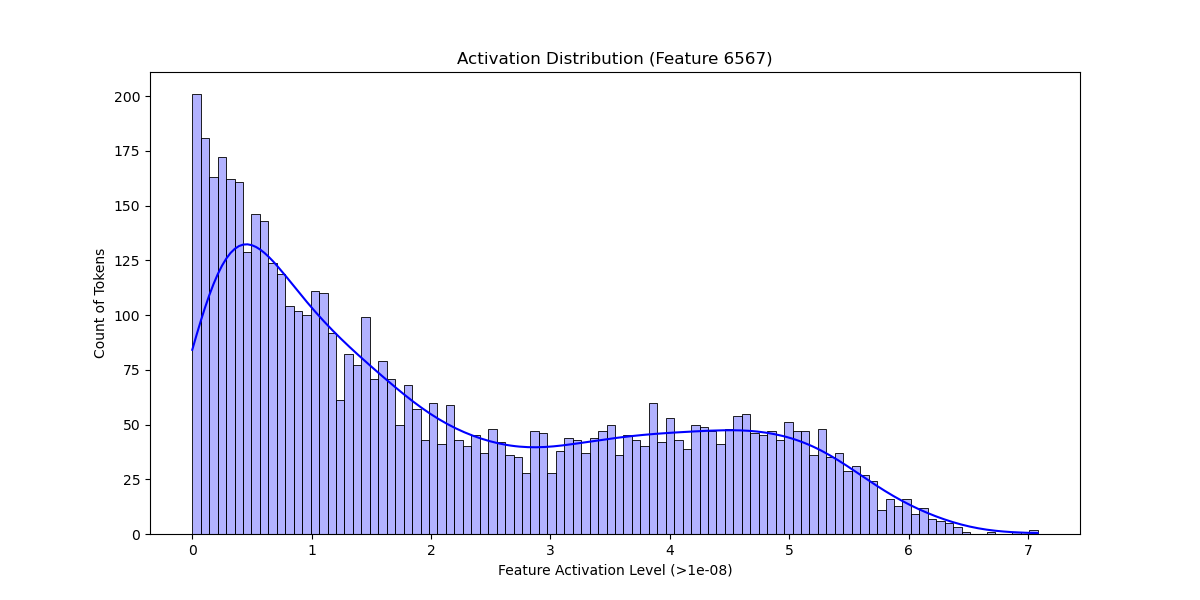 Activation Distribution (Feature 6567)
200
175
150
125
100
75
50
25
0
Count of Tokens
0 1 2 3 4 5 6 7
Feature Activation Level (>1e-08)